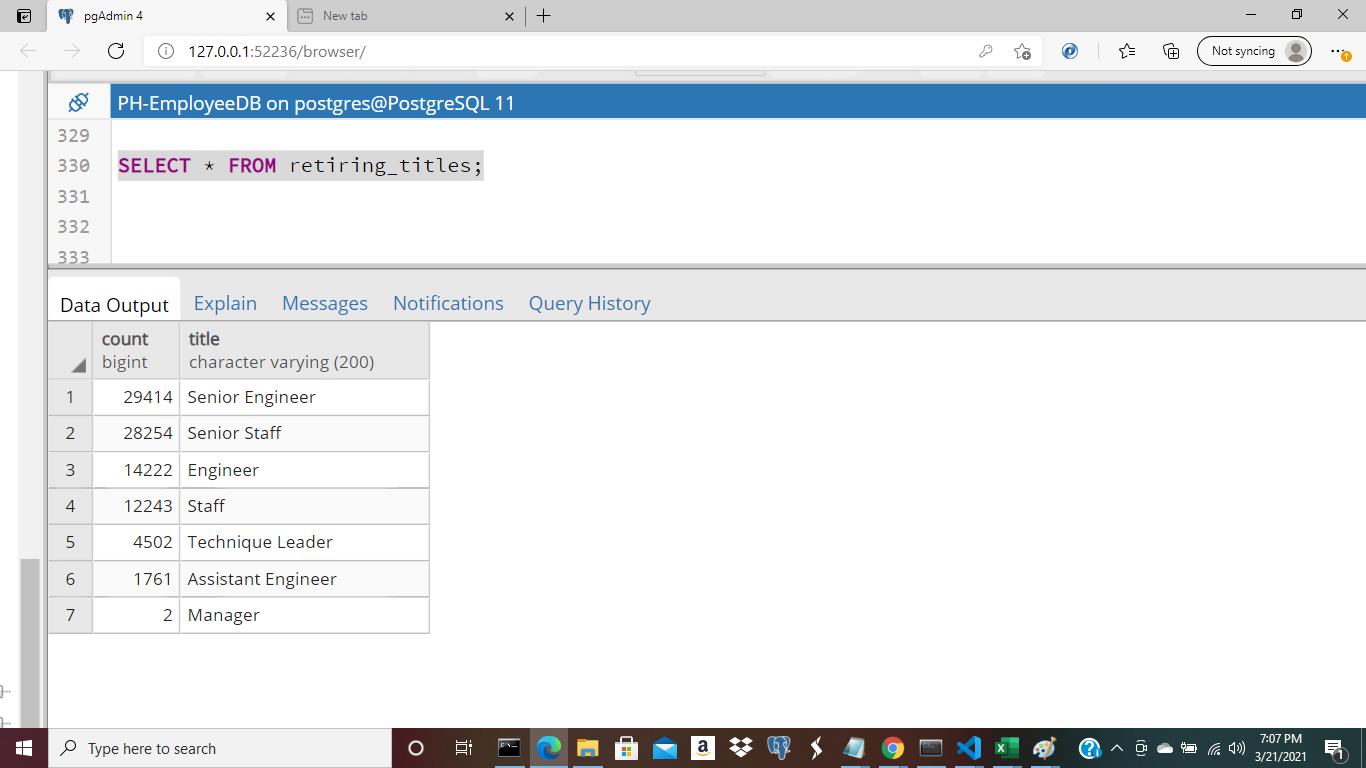 pgAdmin 4
New tab
127.0.0.1:52236/browser/
Not syncing
PH-EmployeeDB on postgres@PostgreSQL 11
329
330 SELECT * FROM retiring_titles;
331
332
333
Data Output Explain Messages Notifications Query History
count title
bigint character varying (200)
1 29414 Senior Engineer
2 28254 Senior Staff
3 14222 Engineer
4 12243 Staff
5 4502 Technique Leader
6 1761 Assistant Engineer
7 2 Manager
Type here to search
7:07 PM
3/21/2021
1